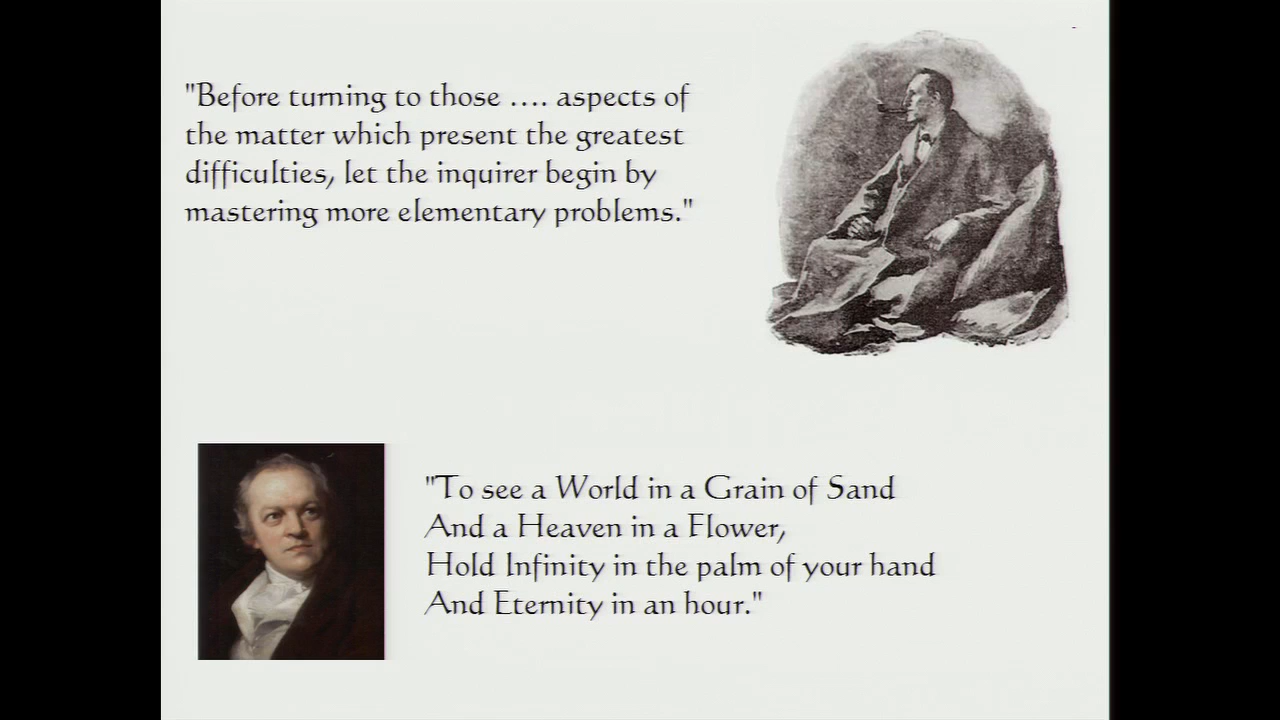 "Before turning to those .... aspects of
the matter which present the greatest
difficulties, let the inquirer begin by
mastering more elementary problems."
"To see a World in a Grain of Sand
And a Heaven in a Flower,
Hold Infinity in the palm of your hand
And Eternity in an hour."